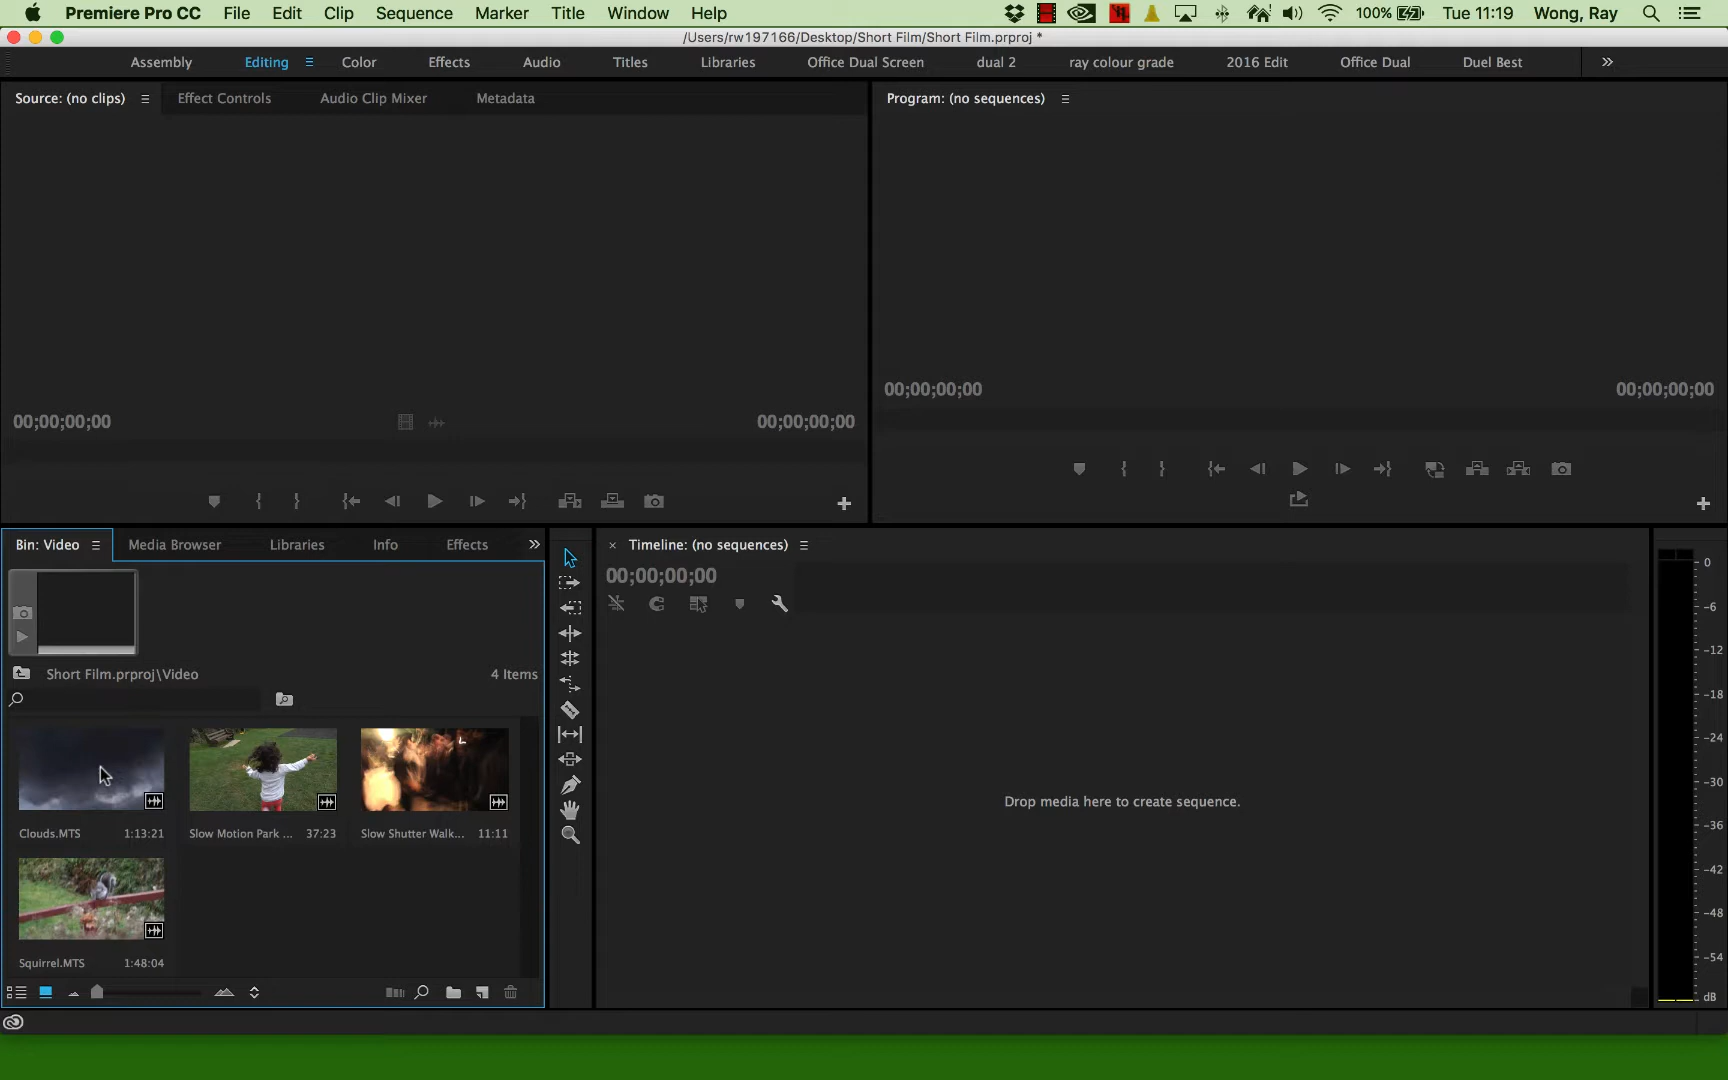 Premiere Pro CC File Edit Clip Sequence Marker Title Window Help 100% Tue 11:19 Wong, Ray
/Users/rw197166/Desktop/Short Film/Short Film.prproj *
Assembly Editing Color Effects Audio Titles Libraries Office Dual Screen dual 2 ray colour grade 2016 Edit Office Dual Duel Best
Source: (no clips) Effect Controls Audio Clip Mixer Metadata
Program: (no sequences)
00;00;00;00 00;00;00;00
00;00;00;00 00;00;00;00
Bin: Video Media Browser Libraries Info Effects
Short Film.prproj\Video 4 Items
Clouds.MTS 1:13:21
Slow Motion Park ... 37:23
Slow Shutter Walk... 11:11
Squirrel.MTS 1:48:04
× Timeline: (no sequences)
00;00;00;00
Drop media here to create sequence.
0
-6
-12
-18
-24
-30
-36
-42
-48
-54
dB